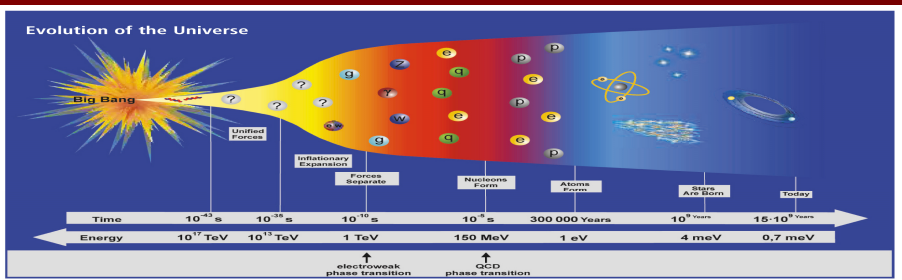 Evolution of the Universe
Big Bang
?
?
?
?
g
g
Z
γ
W
e
q
q
e
q
p
e
p
e
p
e
p
Unified Forces
Inflationary Expansion
Forces Separate
Nucleons Form
Atoms Form
Stars Are Born
Today
Time 10⁻⁴³ s 10⁻³⁵ s 10⁻¹⁰ s 10⁻⁵ s 300 000 Years 10⁹ Years 15·10⁹ Years
Energy 10¹⁷ TeV 10¹³ TeV 1 TeV 150 MeV 1 eV 4 meV 0,7 meV
electroweak
phase transition
QCD
phase transition